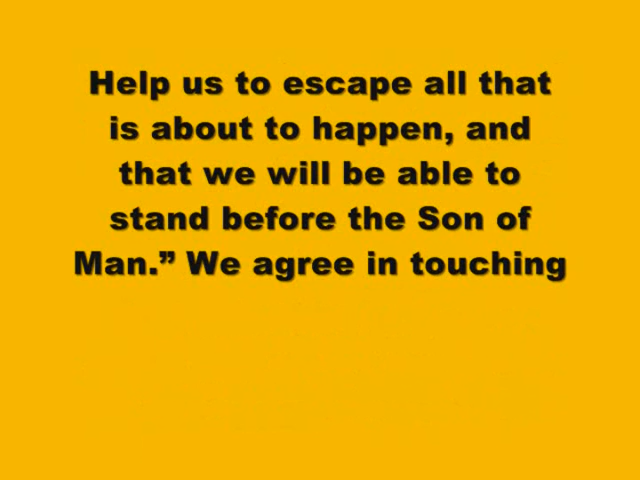 Help us to escape all that
is about to happen, and
that we will be able to
stand before the Son of
Man.” We agree in touching